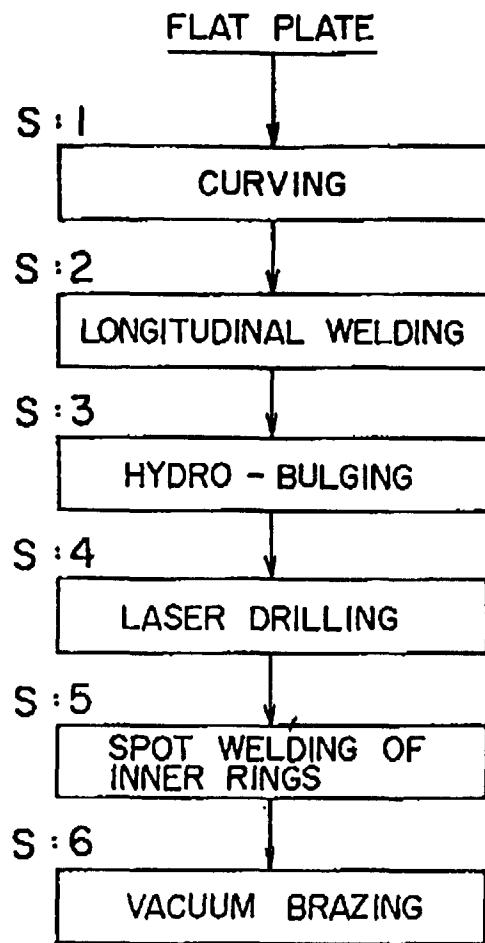 FLAT PLATE
S:1
CURVING
S:2
LONGITUDINAL WELDING
S:3
HYDRO - BULGING
S:4
LASER DRILLING
S:5
SPOT WELDING OF
INNER RINGS
S:6
VACUUM BRAZING